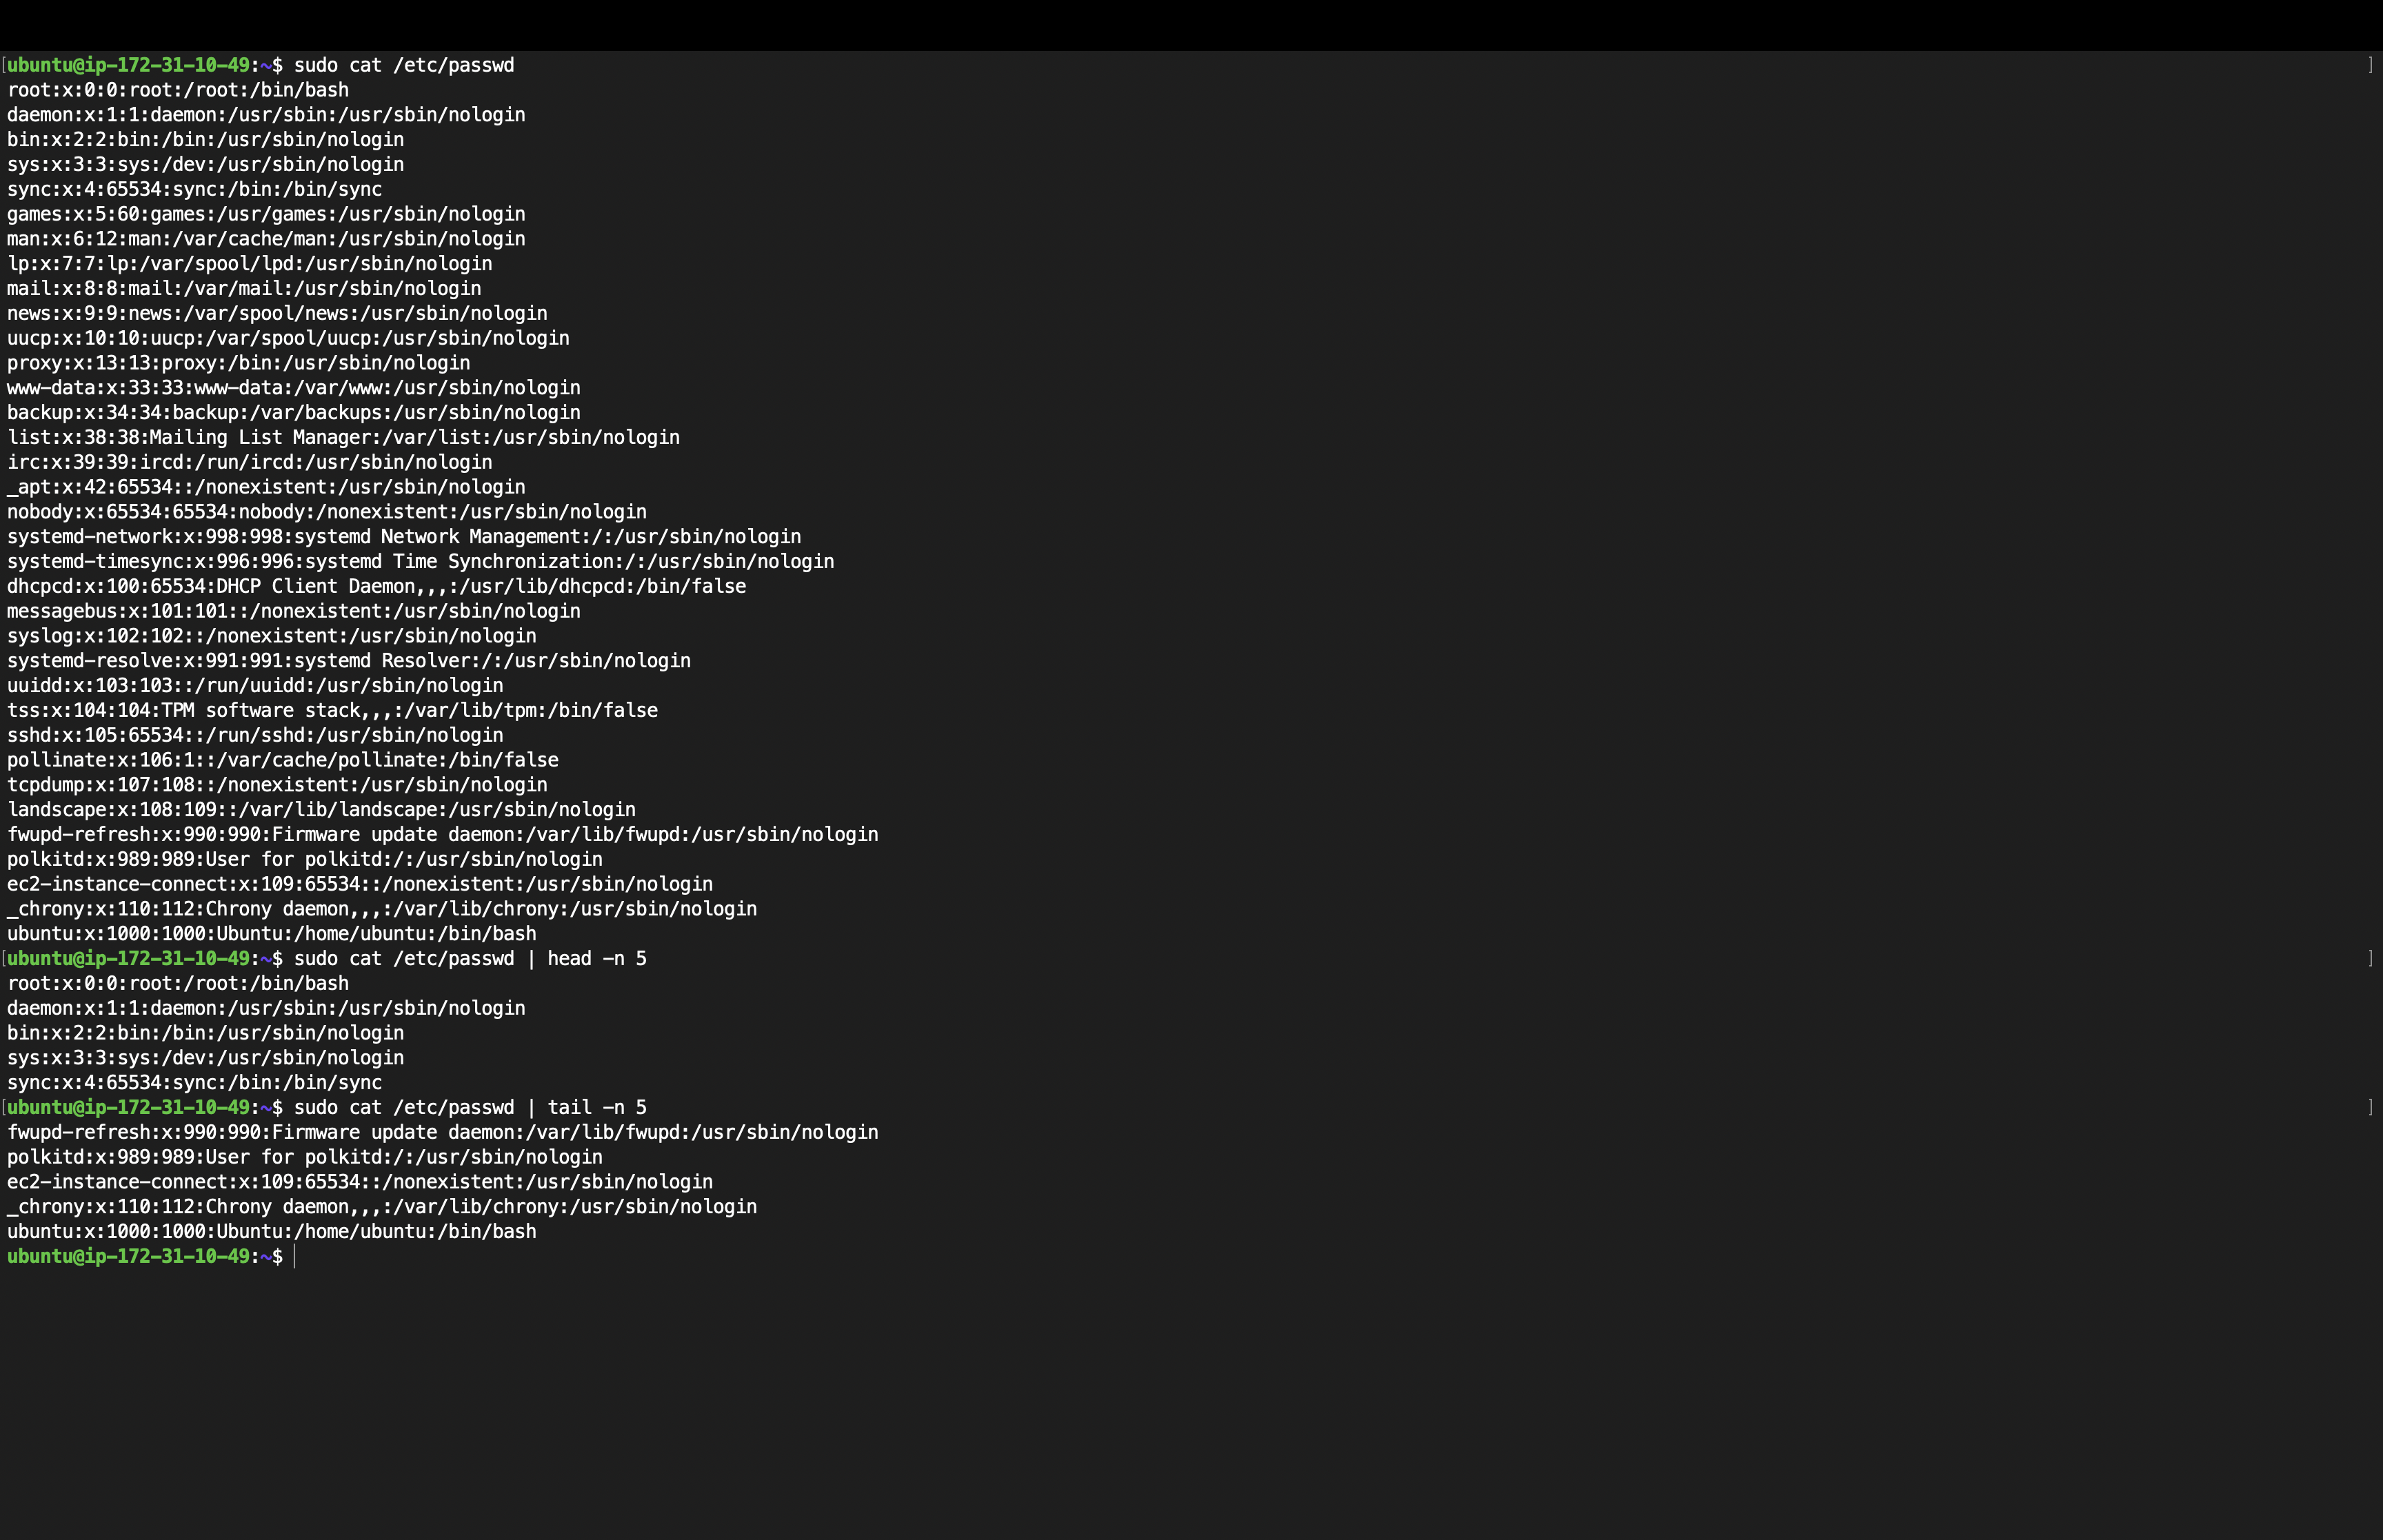 [ubuntu@ip-172-31-10-49:~$ sudo cat /etc/passwd ]
root:x:0:0:root:/root:/bin/bash
daemon:x:1:1:daemon:/usr/sbin:/usr/sbin/nologin
bin:x:2:2:bin:/bin:/usr/sbin/nologin
sys:x:3:3:sys:/dev:/usr/sbin/nologin
sync:x:4:65534:sync:/bin:/bin/sync
games:x:5:60:games:/usr/games:/usr/sbin/nologin
man:x:6:12:man:/var/cache/man:/usr/sbin/nologin
lp:x:7:7:lp:/var/spool/lpd:/usr/sbin/nologin
mail:x:8:8:mail:/var/mail:/usr/sbin/nologin
news:x:9:9:news:/var/spool/news:/usr/sbin/nologin
uucp:x:10:10:uucp:/var/spool/uucp:/usr/sbin/nologin
proxy:x:13:13:proxy:/bin:/usr/sbin/nologin
www-data:x:33:33:www-data:/var/www:/usr/sbin/nologin
backup:x:34:34:backup:/var/backups:/usr/sbin/nologin
list:x:38:38:Mailing List Manager:/var/list:/usr/sbin/nologin
irc:x:39:39:ircd:/run/ircd:/usr/sbin/nologin
_apt:x:42:65534::/nonexistent:/usr/sbin/nologin
nobody:x:65534:65534:nobody:/nonexistent:/usr/sbin/nologin
systemd-network:x:998:998:systemd Network Management:/:/usr/sbin/nologin
systemd-timesync:x:996:996:systemd Time Synchronization:/:/usr/sbin/nologin
dhcpcd:x:100:65534:DHCP Client Daemon,,,:/usr/lib/dhcpcd:/bin/false
messagebus:x:101:101::/nonexistent:/usr/sbin/nologin
syslog:x:102:102::/nonexistent:/usr/sbin/nologin
systemd-resolve:x:991:991:systemd Resolver:/:/usr/sbin/nologin
uuidd:x:103:103::/run/uuidd:/usr/sbin/nologin
tss:x:104:104:TPM software stack,,,:/var/lib/tpm:/bin/false
sshd:x:105:65534::/run/sshd:/usr/sbin/nologin
pollinate:x:106:1::/var/cache/pollinate:/bin/false
tcpdump:x:107:108::/nonexistent:/usr/sbin/nologin
landscape:x:108:109::/var/lib/landscape:/usr/sbin/nologin
fwupd-refresh:x:990:990:Firmware update daemon:/var/lib/fwupd:/usr/sbin/nologin
polkitd:x:989:989:User for polkitd:/:/usr/sbin/nologin
ec2-instance-connect:x:109:65534::/nonexistent:/usr/sbin/nologin
_chrony:x:110:112:Chrony daemon,,,:/var/lib/chrony:/usr/sbin/nologin
ubuntu:x:1000:1000:Ubuntu:/home/ubuntu:/bin/bash
[ubuntu@ip-172-31-10-49:~$ sudo cat /etc/passwd | head -n 5 ]
root:x:0:0:root:/root:/bin/bash
daemon:x:1:1:daemon:/usr/sbin:/usr/sbin/nologin
bin:x:2:2:bin:/bin:/usr/sbin/nologin
sys:x:3:3:sys:/dev:/usr/sbin/nologin
sync:x:4:65534:sync:/bin:/bin/sync
[ubuntu@ip-172-31-10-49:~$ sudo cat /etc/passwd | tail -n 5 ]
fwupd-refresh:x:990:990:Firmware update daemon:/var/lib/fwupd:/usr/sbin/nologin
polkitd:x:989:989:User for polkitd:/:/usr/sbin/nologin
ec2-instance-connect:x:109:65534::/nonexistent:/usr/sbin/nologin
_chrony:x:110:112:Chrony daemon,,,:/var/lib/chrony:/usr/sbin/nologin
ubuntu:x:1000:1000:Ubuntu:/home/ubuntu:/bin/bash
ubuntu@ip-172-31-10-49:~$